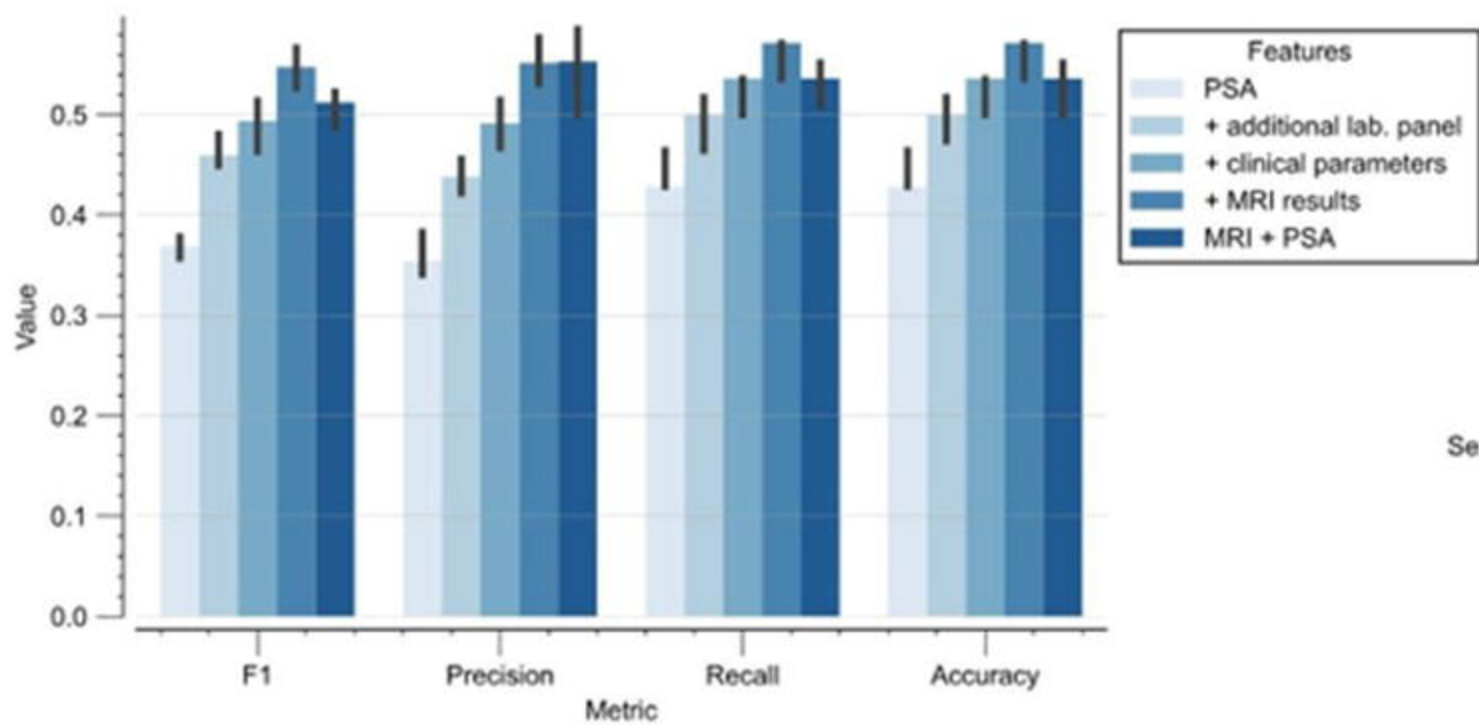 Value
0.5
0.4
0.3
0.2
0.1
0.0
F1
Precision
Recall
Accuracy
Metric
Features
PSA
+ additional lab. panel
+ clinical parameters
+ MRI results
MRI + PSA
Se